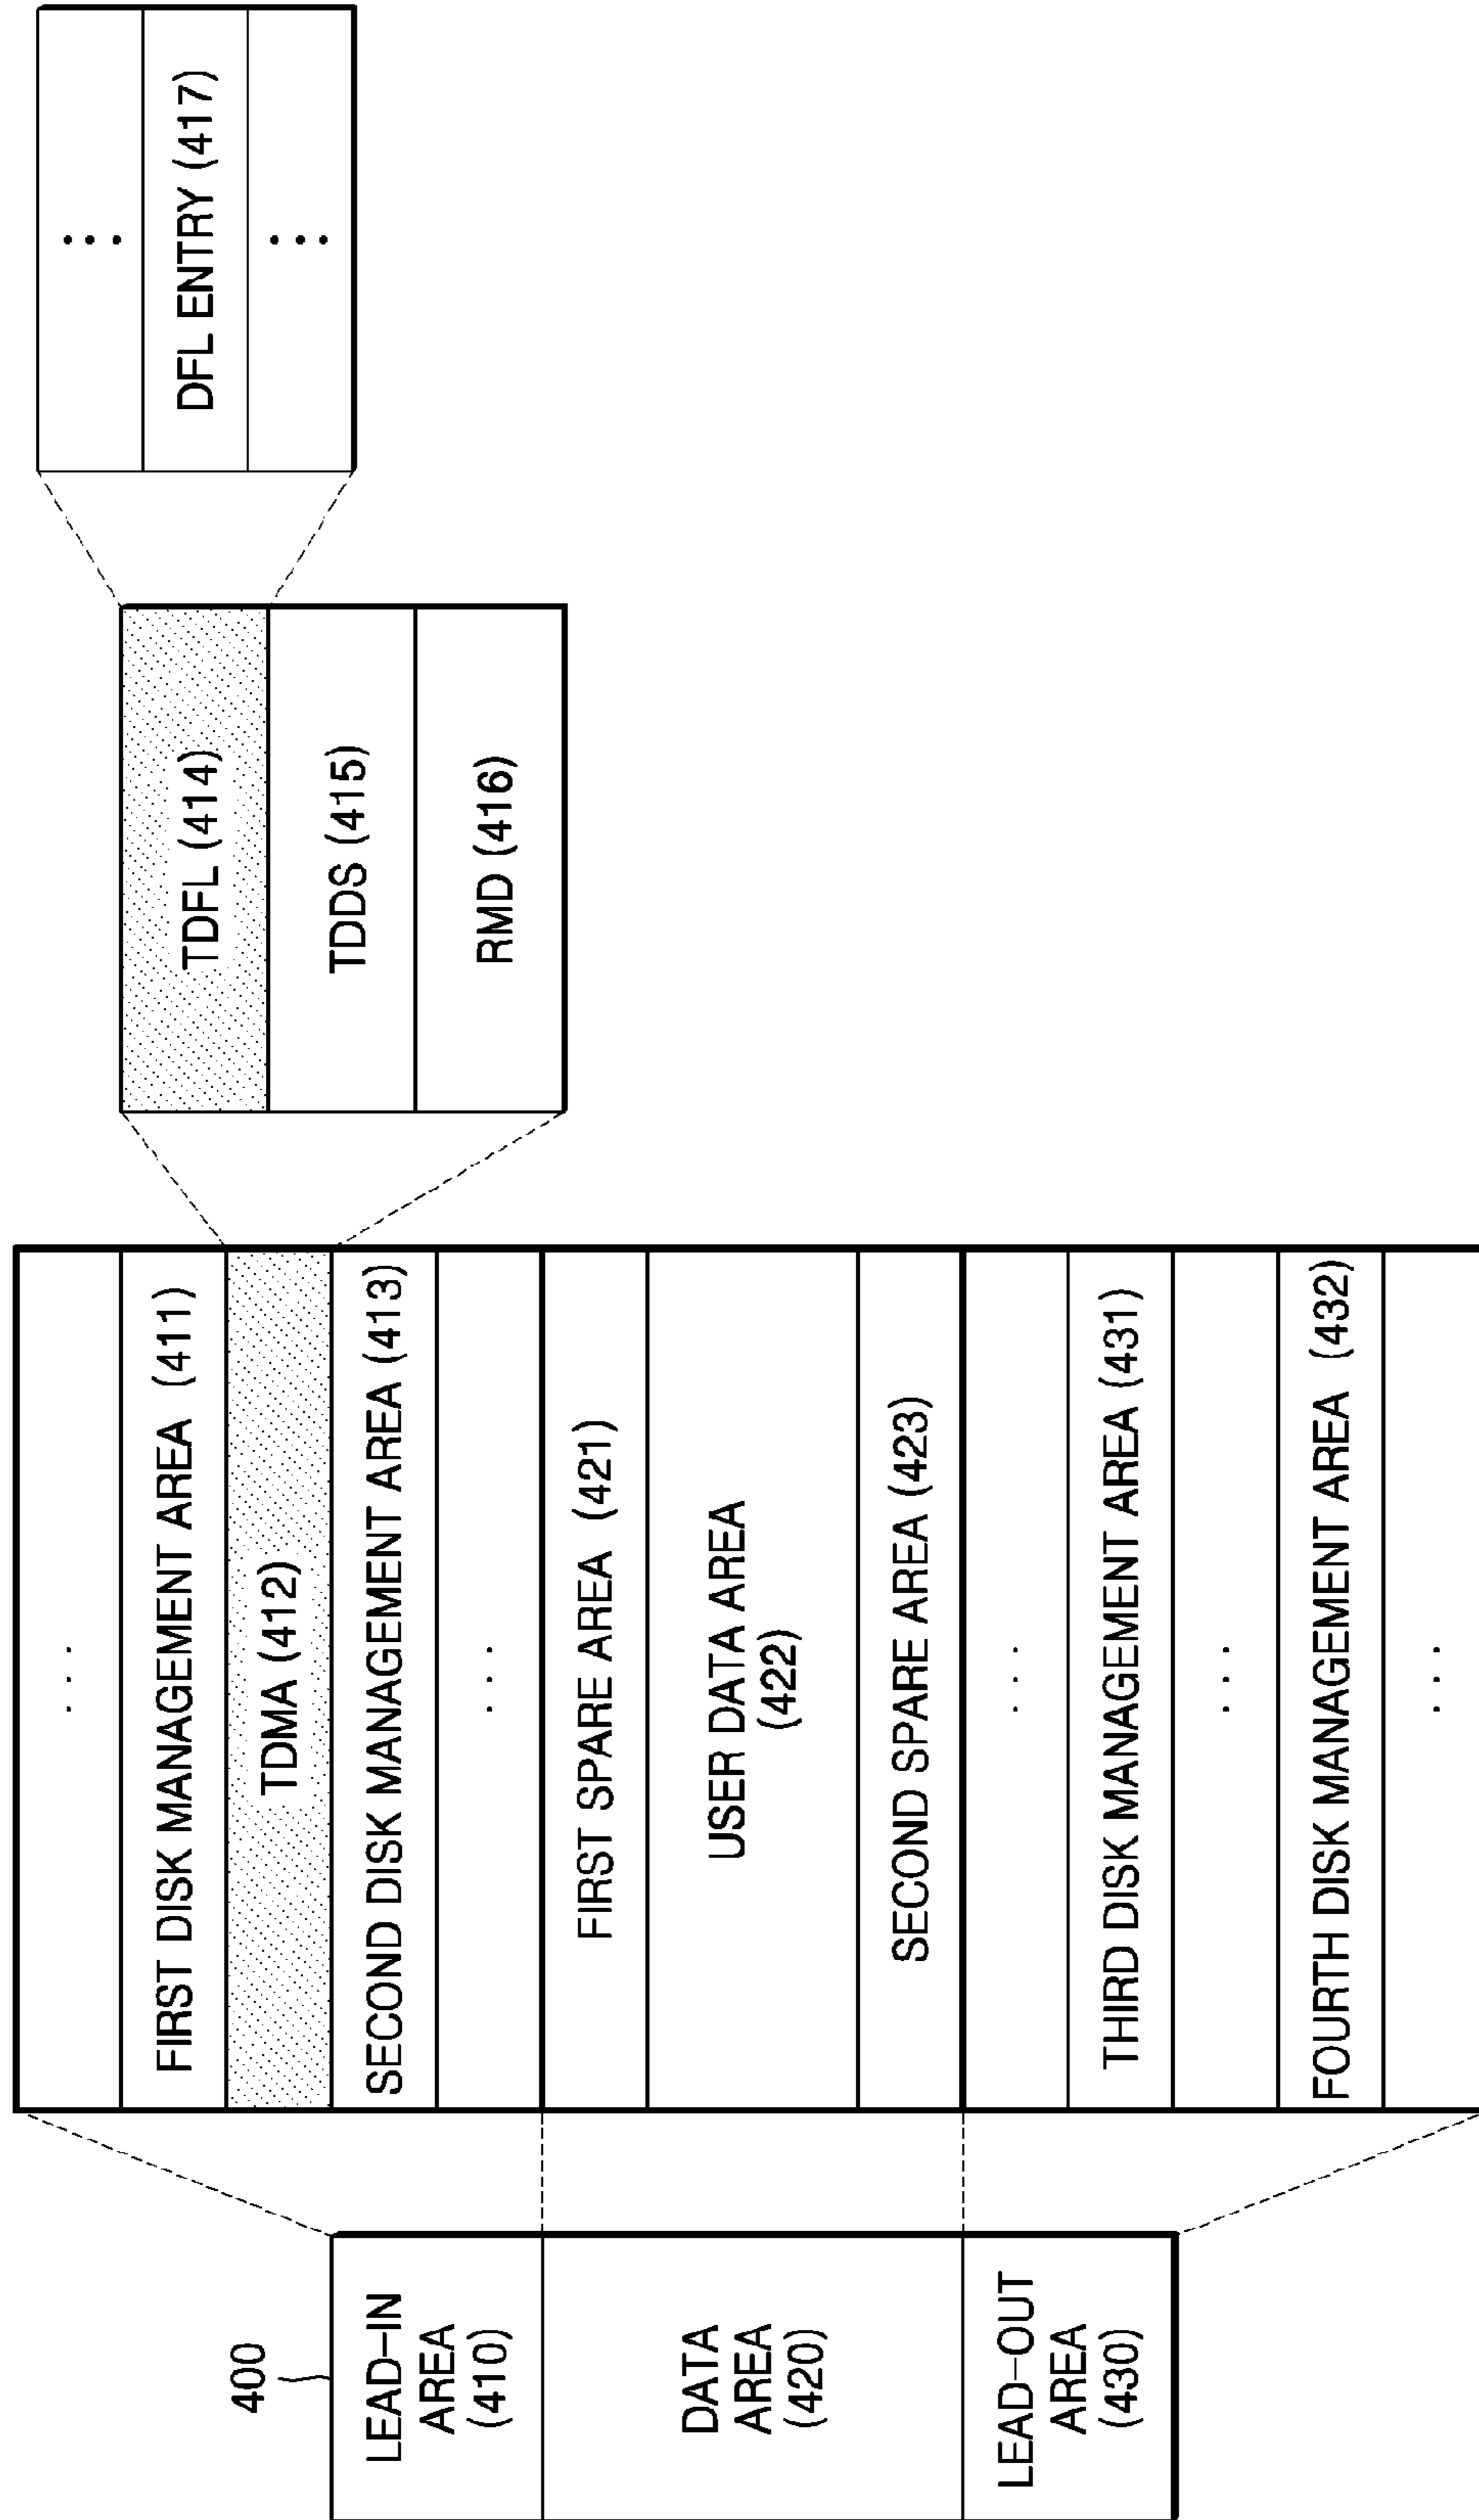 400
LEAD-IN
AREA
(410)
DATA
AREA
(420)
LEAD-OUT
AREA
(430)
...
FIRST DISK MANAGEMENT AREA (411)
TDMA (412)
SECOND DISK MANAGEMENT AREA (413)
...
FIRST SPARE AREA (421)
USER DATA AREA
(422)
SECOND SPARE AREA (423)
...
THIRD DISK MANAGEMENT AREA (431)
...
FOURTH DISK MANAGEMENT AREA (432)
...
TDFL (414)
TDDS (415)
RMD (416)
⋮
DFL ENTRY (417)
⋮